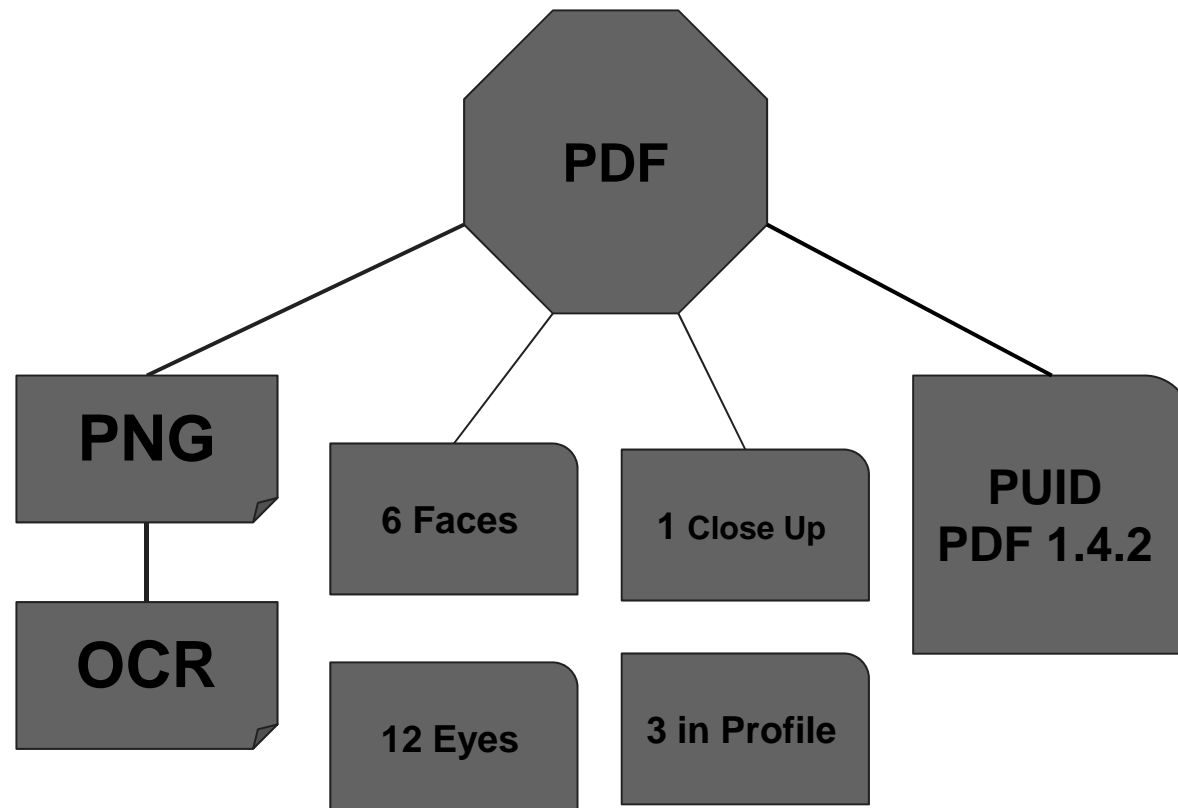 PDF
PNG
6 Faces
1 Close Up
PUID
PDF 1.4.2
OCR
12 Eyes
3 in Profile